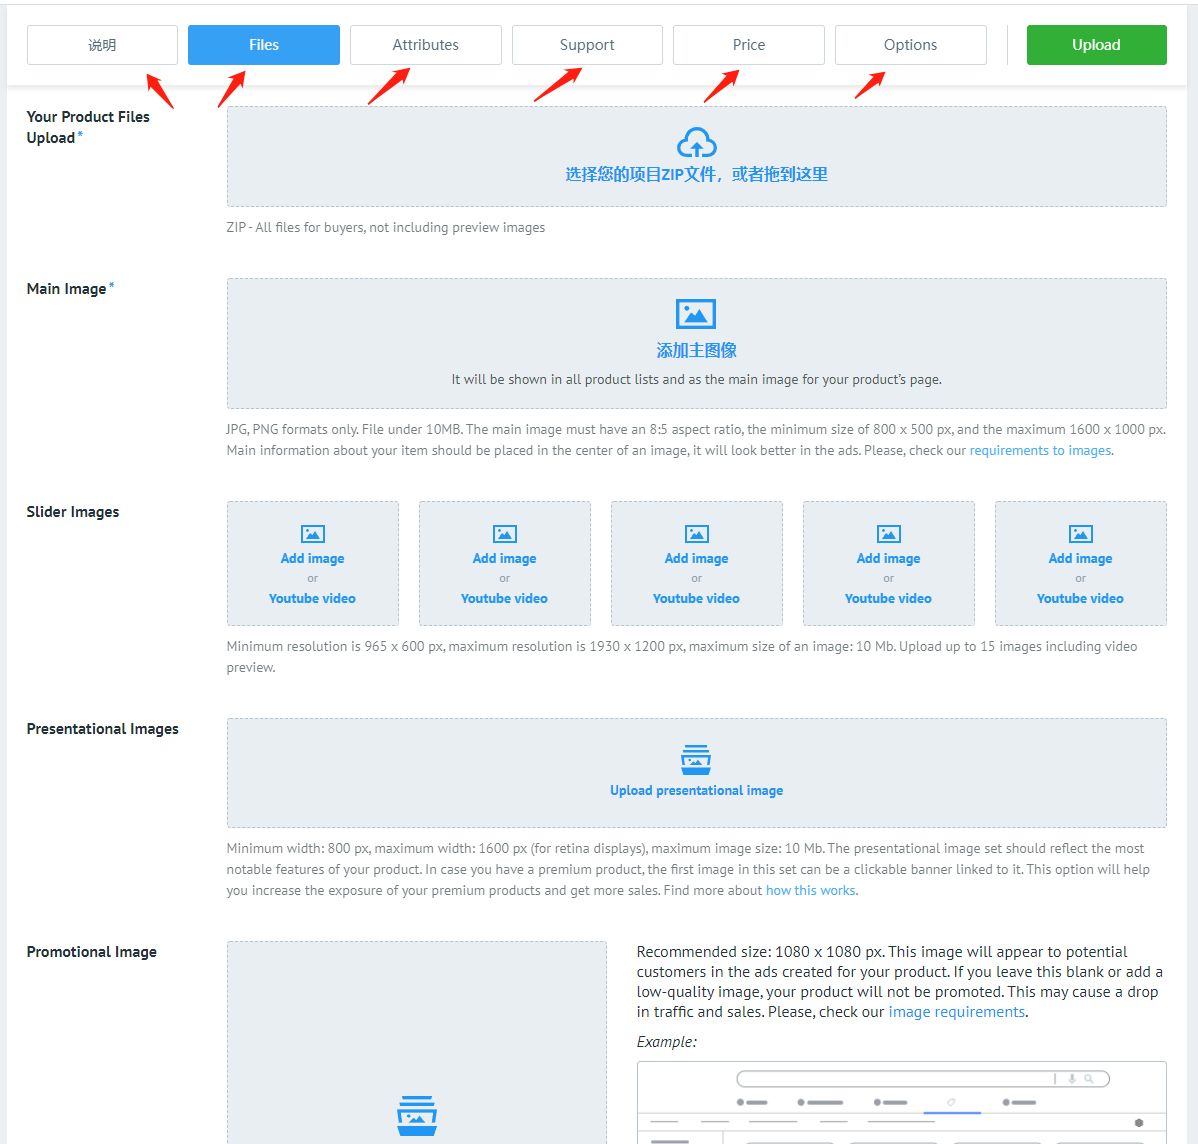 说明 Files Attributes Support Price Options Upload
Your Product Files
Upload*
选择您的项目ZIP文件，或者拖到这里
ZIP - All files for buyers, not including preview images
Main Image*
添加主图像
It will be shown in all product lists and as the main image for your product's page.
JPG, PNG formats only. File under 10MB. The main image must have an 8:5 aspect ratio, the minimum size of 800 x 500 px, and the maximum 1600 x 1000 px.
Main information about your item should be placed in the center of an image, it will look better in the ads. Please, check our requirements to images.
Slider Images
Add image Add image Add image Add image Add image
or or or or or
Youtube video Youtube video Youtube video Youtube video Youtube video
Minimum resolution is 965 x 600 px, maximum resolution is 1930 x 1200 px, maximum size of an image: 10 Mb. Upload up to 15 images including video
preview.
Presentational Images
Upload presentational image
Minimum width: 800 px, maximum width: 1600 px (for retina displays), maximum image size: 10 Mb. The presentational image set should reflect the most
notable features of your product. In case you have a premium product, the first image in this set can be a clickable banner linked to it. This option will help
you increase the exposure of your premium products and get more sales. Find more about how this works.
Promotional Image
Recommended size: 1080 x 1080 px. This image will appear to potential
customers in the ads created for your product. If you leave this blank or add a
low-quality image, your product will not be promoted. This may cause a drop
in traffic and sales. Please, check our image requirements.
Example: